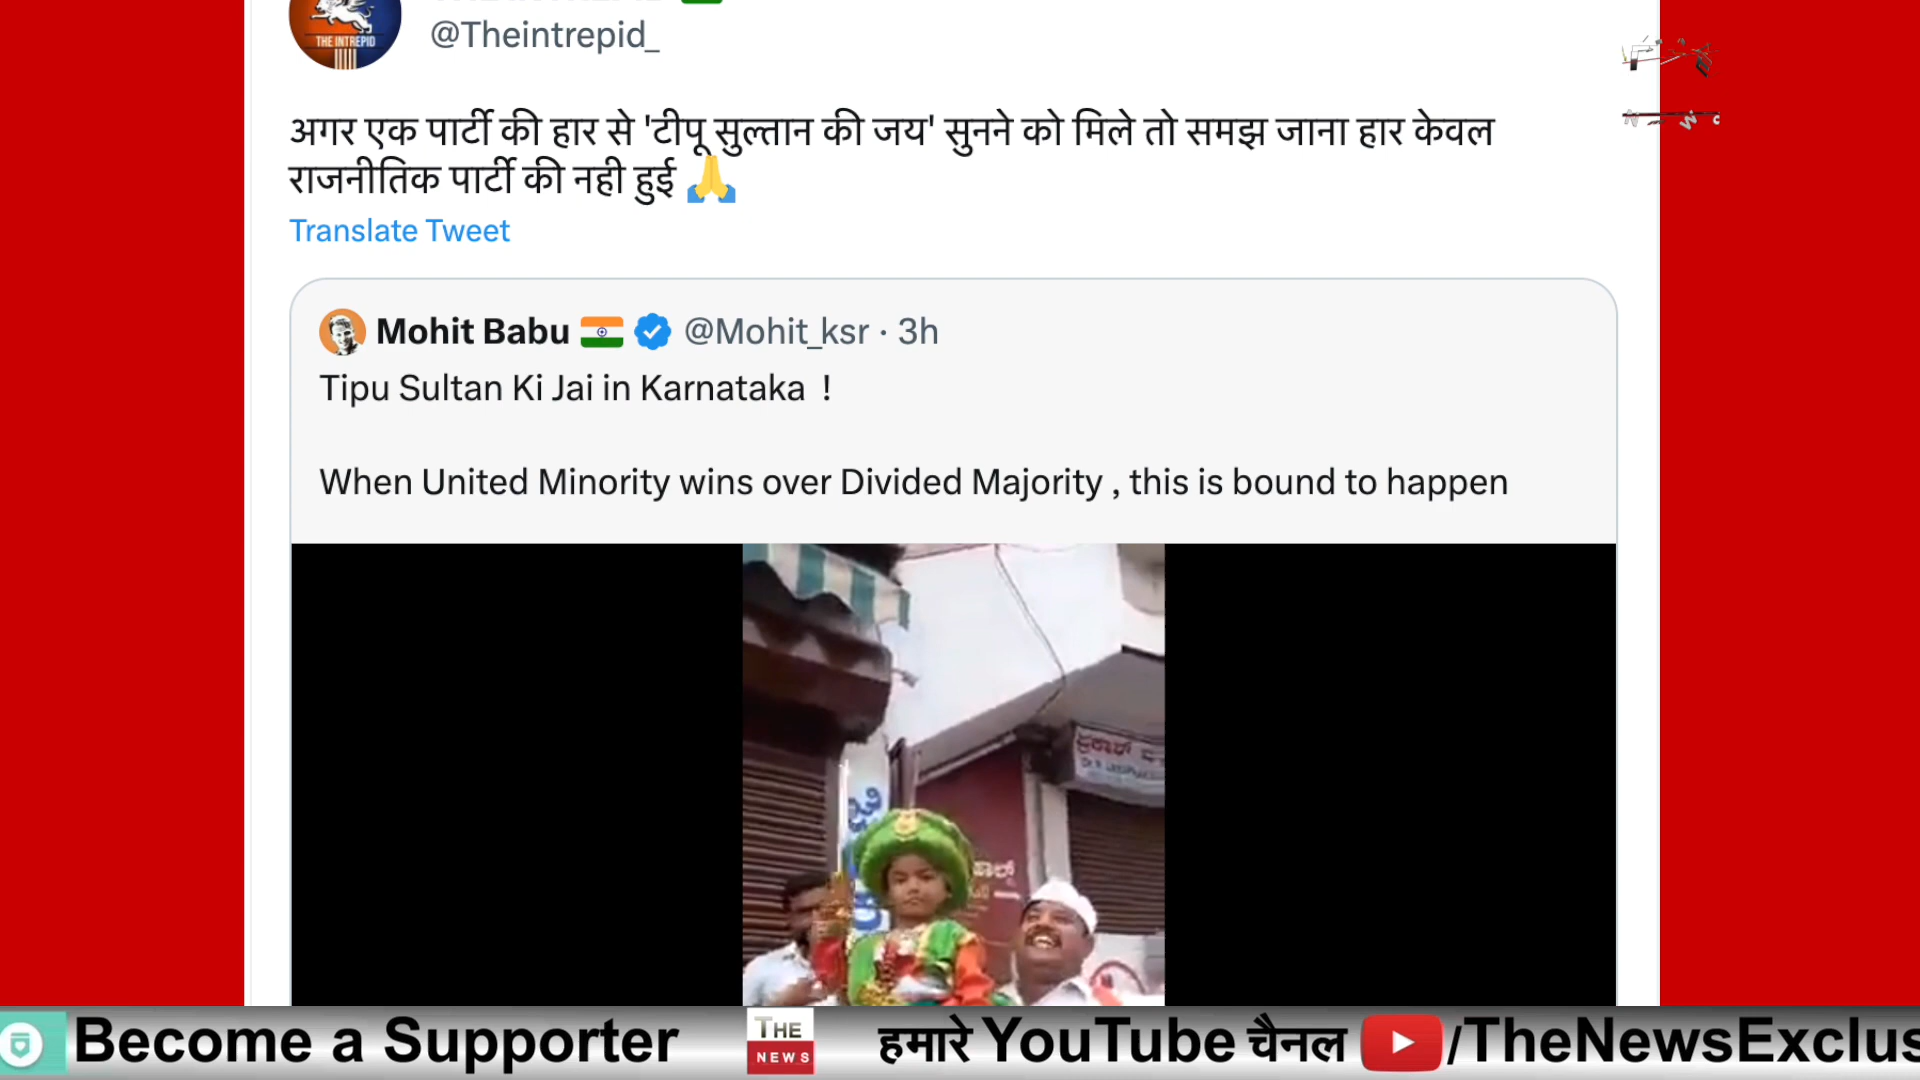 THE INTREPID
@Theintrepid_
अगर एक पार्टी की हार से 'टीपू सुल्तान की जय' सुनने को मिले तो समझ जाना हार केवल
राजनीतिक पार्टी की नही हुई 🙏
Translate Tweet
Mohit Babu @Mohit_ksr · 3h
Tipu Sultan Ki Jai in Karnataka !
When United Minority wins over Divided Majority , this is bound to happen
Become a Supporter THE NEWS हमारे YouTube चैनल /TheNewsExclus